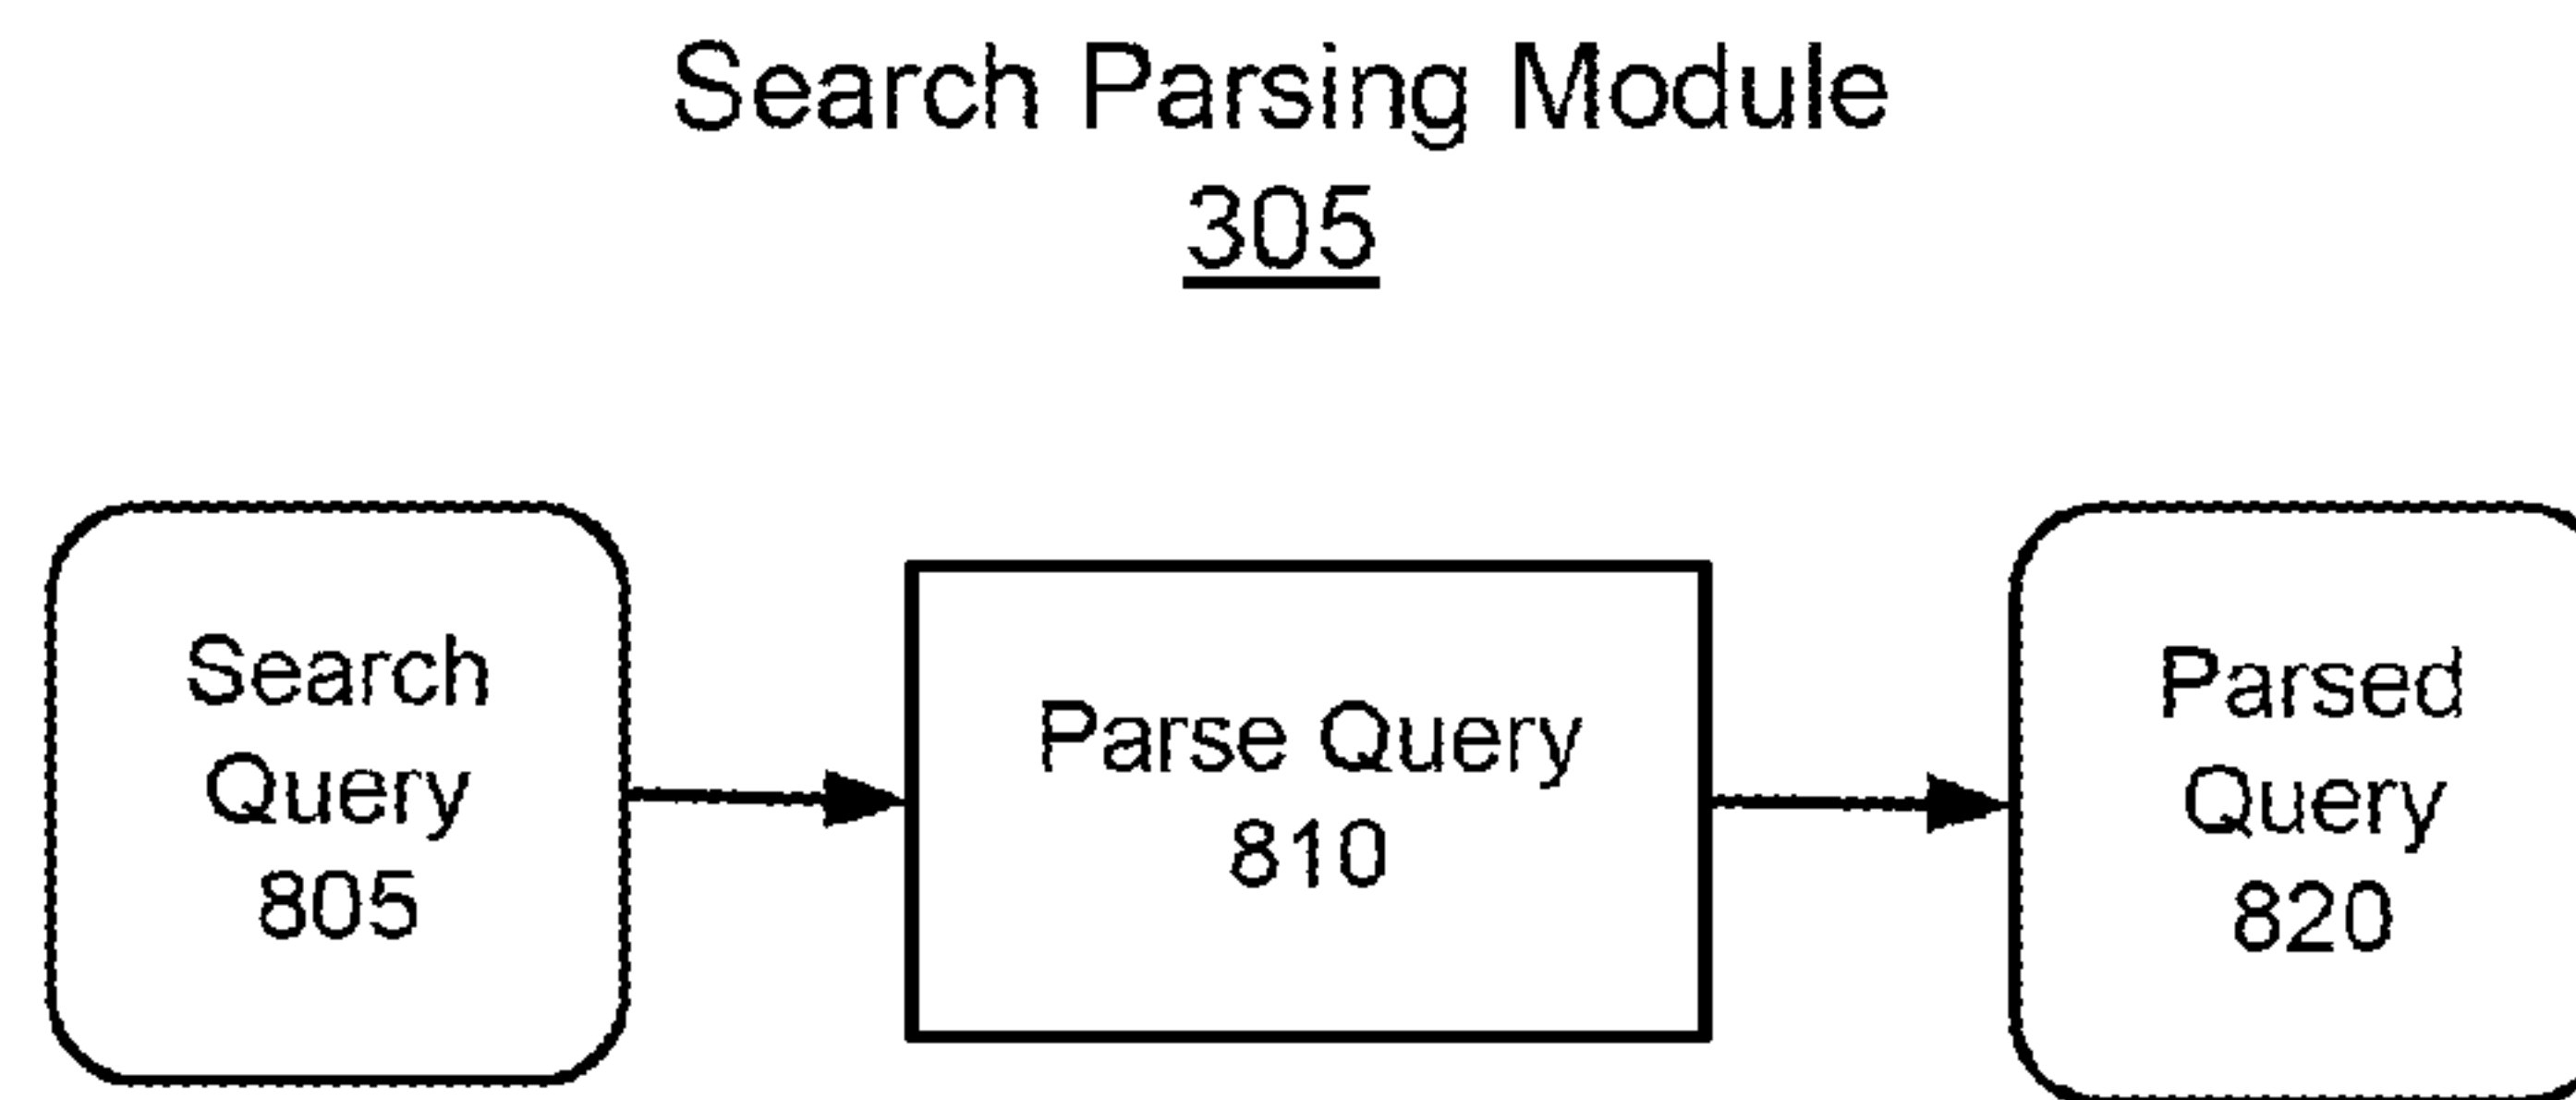 Search Parsing Module
305
Search
Query
805
Parse Query
810
Parsed
Query
820